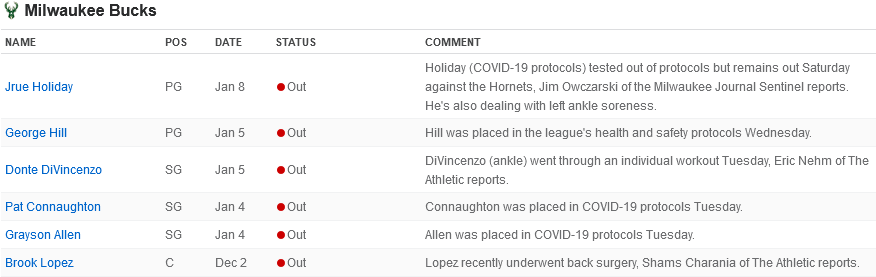 Milwaukee Bucks
NAME POS DATE STATUS COMMENT
Jrue Holiday PG Jan 8 Out Holiday (COVID-19 protocols) tested out of protocols but remains out Saturday
against the Hornets, Jim Owczarski of the Milwaukee Journal Sentinel reports.
He's also dealing with left ankle soreness.
George Hill PG Jan 5 Out Hill was placed in the league's health and safety protocols Wednesday.
Donte DiVincenzo SG Jan 5 Out DiVincenzo (ankle) went through an individual workout Tuesday, Eric Nehm of The
Athletic reports.
Pat Connaughton SG Jan 4 Out Connaughton was placed in COVID-19 protocols Tuesday.
Grayson Allen SG Jan 4 Out Allen was placed in COVID-19 protocols Tuesday.
Brook Lopez C Dec 2 Out Lopez recently underwent back surgery, Shams Charania of The Athletic reports.